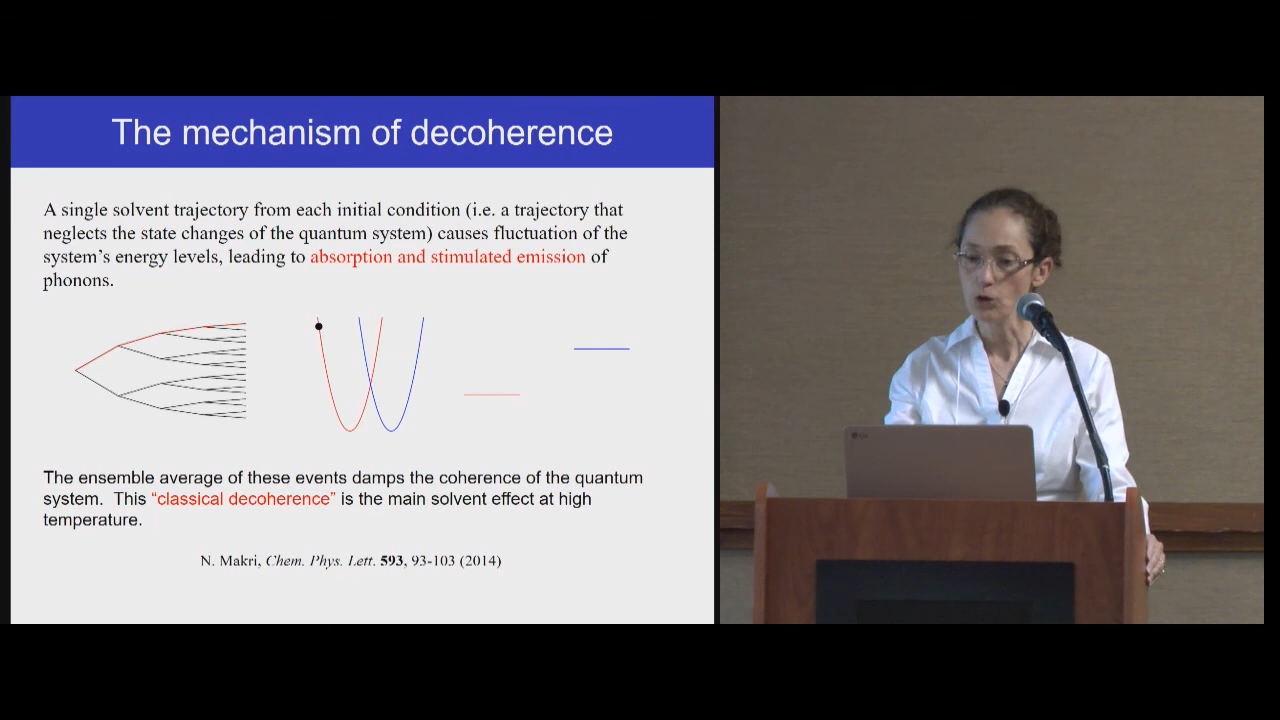 The mechanism of decoherence
A single solvent trajectory from each initial condition (i.e. a trajectory that
neglects the state changes of the quantum system) causes fluctuation of the
system’s energy levels, leading to absorption and stimulated emission of
phonons.
The ensemble average of these events damps the coherence of the quantum
system. This “classical decoherence” is the main solvent effect at high
temperature.
N. Makri, Chem. Phys. Lett. 593, 93-103 (2014)
LG